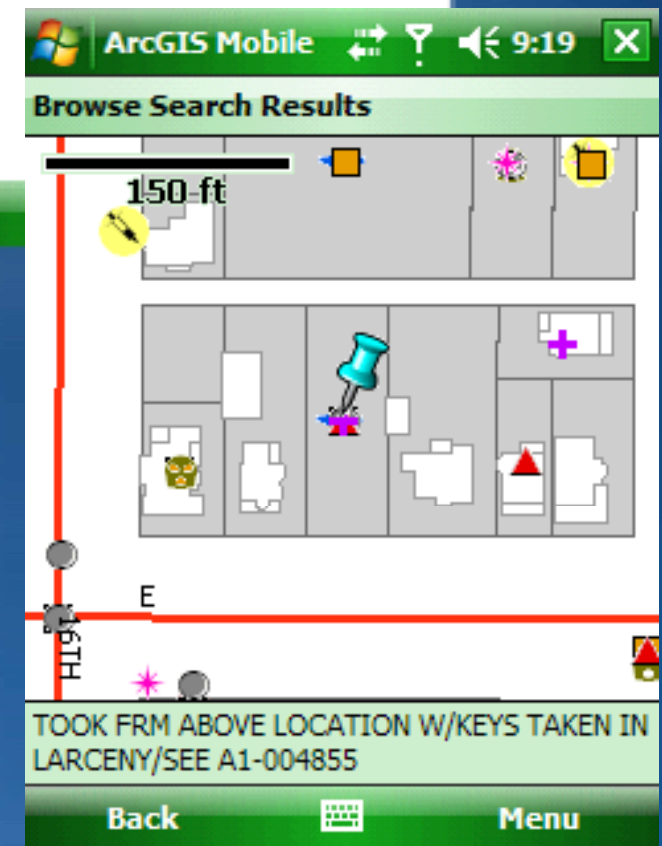 ArcGIS Mobile 9:19
Browse Search Results
150-ft
E
16TH
TOOK FRM ABOVE LOCATION W/KEYS TAKEN IN
LARCENY/SEE A1-004855
Back Menu